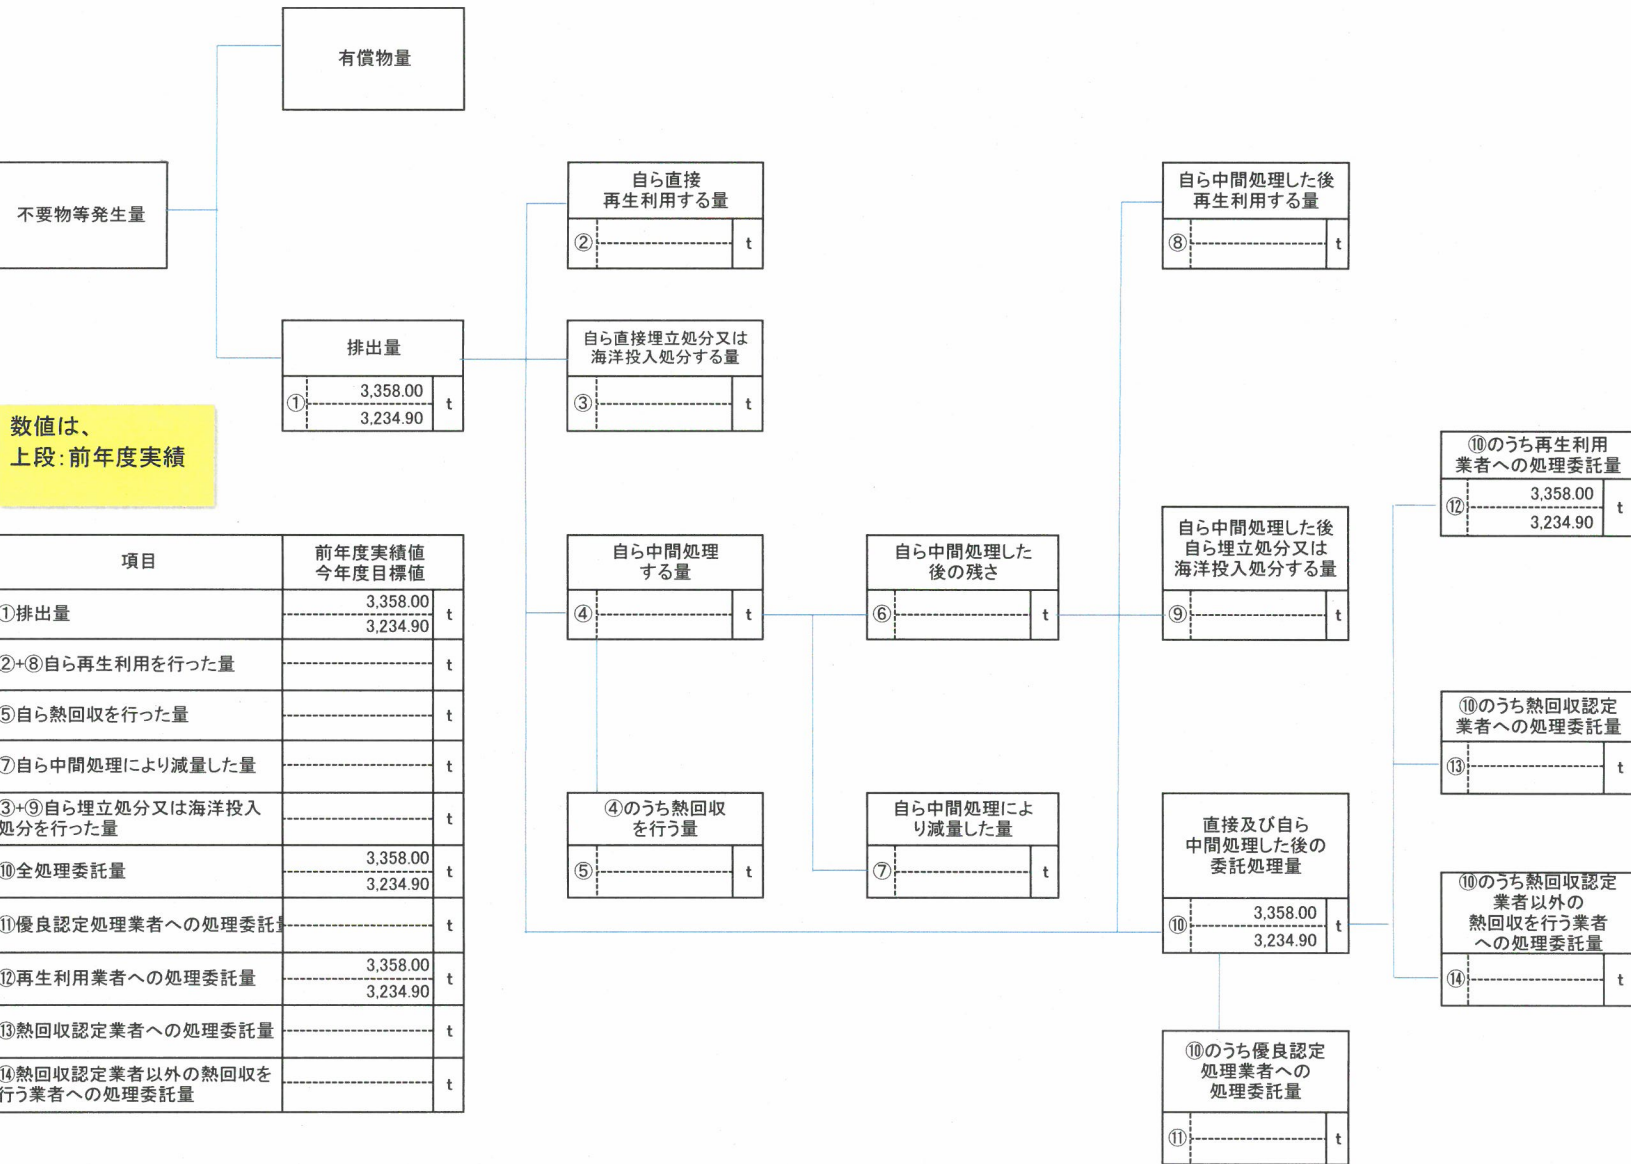 有償物量
不要物等発生量
自ら直接
再生利用する量
② t
自ら中間処理した後
再生利用する量
⑧ t
排出量
① 3,358.00 t
3,234.90
自ら直接埋立処分又は
海洋投入処分する量
③ t
数値は、
上段:前年度実績
⑩のうち再生利用
業者への処理委託量
⑫ 3,358.00 t
3,234.90
自ら中間処理
する量
④ t
自ら中間処理した
後の残さ
⑥ t
自ら中間処理した後
自ら埋立処分又は
海洋投入処分する量
⑨ t
④のうち熱回収
を行う量
⑤ t
自ら中間処理によ
り減量した量
⑦ t
直接及び自ら
中間処理した後の
委託処理量
⑩ 3,358.00 t
3,234.90
⑩のうち熱回収認定
業者への処理委託量
⑬ t
⑩のうち熱回収認定
業者以外の
熱回収を行う業者
への処理委託量
⑭ t
⑩のうち優良認定
処理業者への
処理委託量
⑪ t
項目 前年度実績値
今年度目標値
①排出量 3,358.00 t
3,234.90
②+⑧自ら再生利用を行った量 t
⑤自ら熱回収を行った量 t
⑦自ら中間処理により減量した量 t
③+⑨自ら埋立処分又は海洋投入
処分を行った量 t
⑩全処理委託量 3,358.00 t
3,234.90
⑪優良認定処理業者への処理委託 t
⑫再生利用業者への処理委託量 3,358.00 t
3,234.90
⑬熱回収認定業者への処理委託量 t
⑭熱回収認定業者以外の熱回収を
行う業者への処理委託量 t